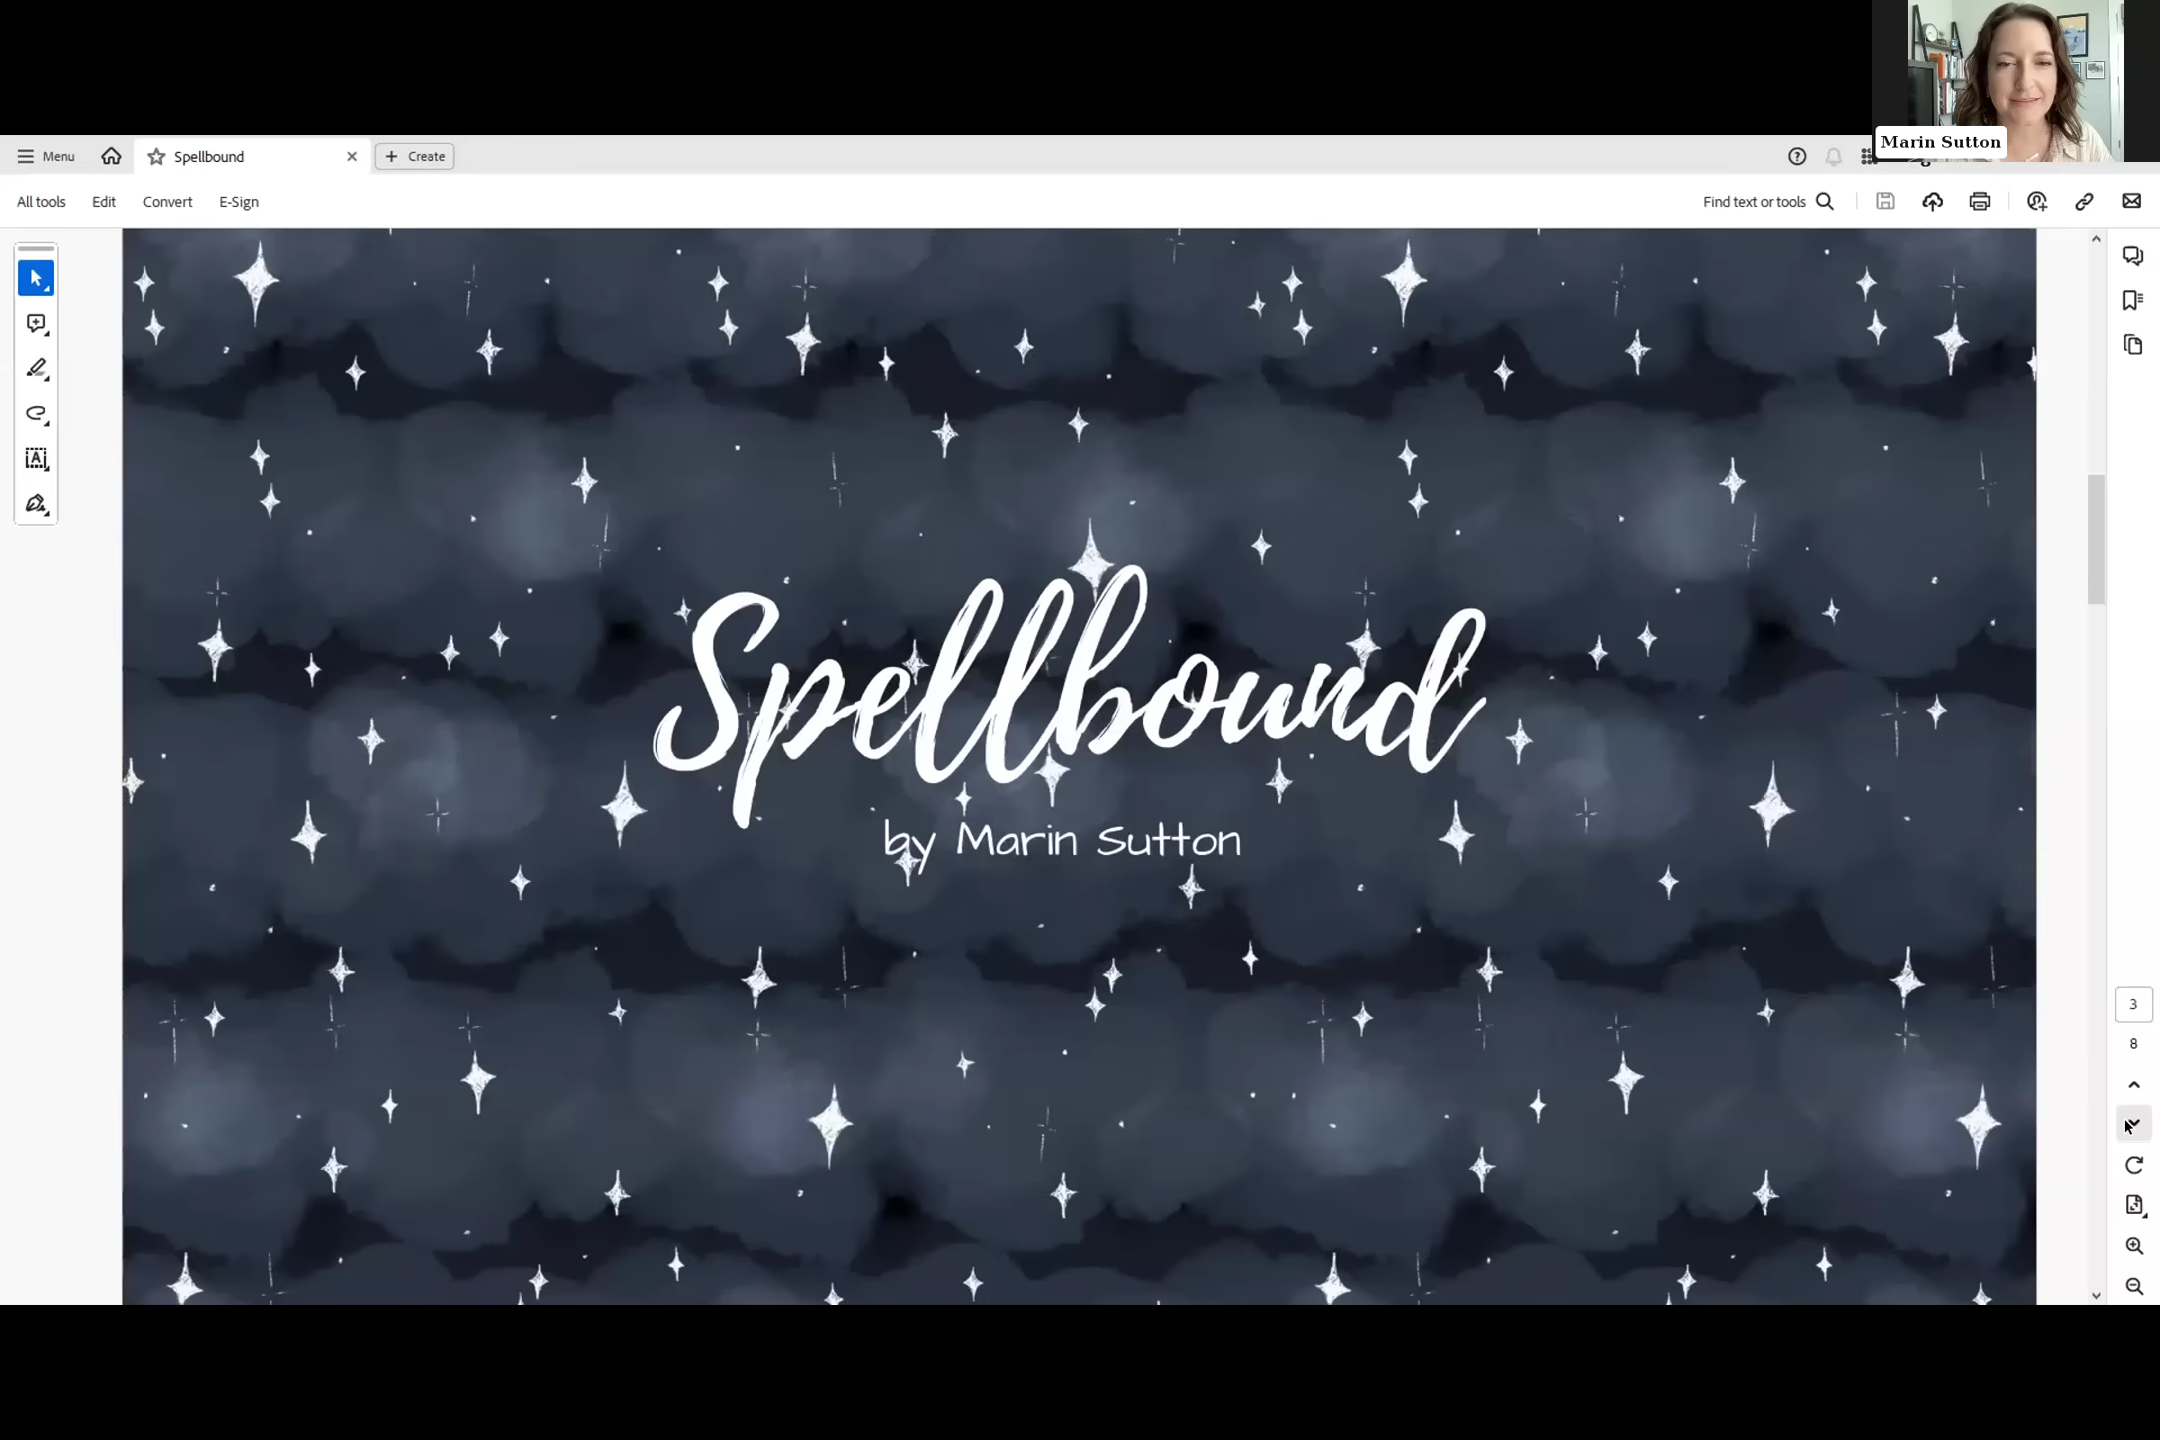 Marin Sutton
Menu
Spellbound
Create
All tools
Edit
Convert
E-Sign
Find text or tools
Spellbound
by Marin Sutton
3
8